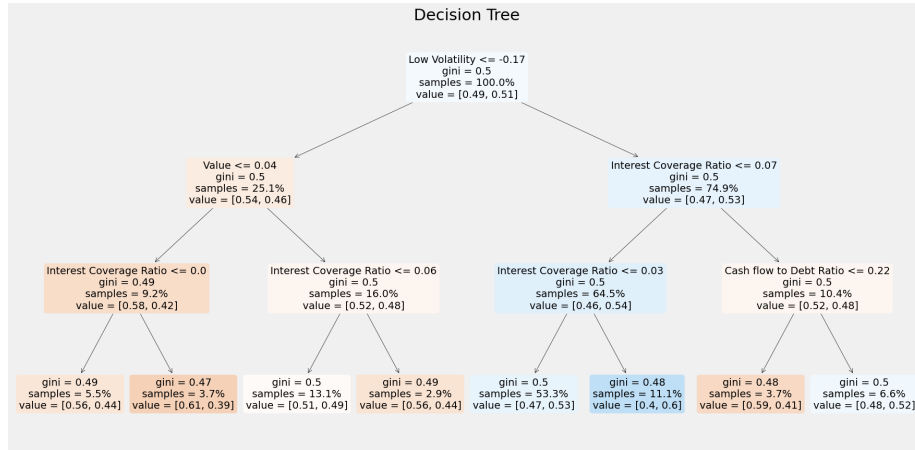 Decision Tree
Low Volatility <= -0.17
gini = 0.5
samples = 100.0%
value = [0.49, 0.51]
Value <= 0.04
gini = 0.5
samples = 25.1%
value = [0.54, 0.46]
Interest Coverage Ratio <= 0.07
gini = 0.5
samples = 74.9%
value = [0.47, 0.53]
Interest Coverage Ratio <= 0.0
gini = 0.49
samples = 9.2%
value = [0.58, 0.42]
Interest Coverage Ratio <= 0.06
gini = 0.5
samples = 16.0%
value = [0.52, 0.48]
Interest Coverage Ratio <= 0.03
gini = 0.5
samples = 64.5%
value = [0.46, 0.54]
Cash flow to Debt Ratio <= 0.22
gini = 0.5
samples = 10.4%
value = [0.52, 0.48]
gini = 0.49
samples = 5.5%
value = [0.56, 0.44]
gini = 0.47
samples = 3.7%
value = [0.61, 0.39]
gini = 0.5
samples = 13.1%
value = [0.51, 0.49]
gini = 0.49
samples = 2.9%
value = [0.56, 0.44]
gini = 0.5
samples = 53.3%
value = [0.47, 0.53]
gini = 0.48
samples = 11.1%
value = [0.4, 0.6]
gini = 0.48
samples = 3.7%
value = [0.59, 0.41]
gini = 0.5
samples = 6.6%
value = [0.48, 0.52]